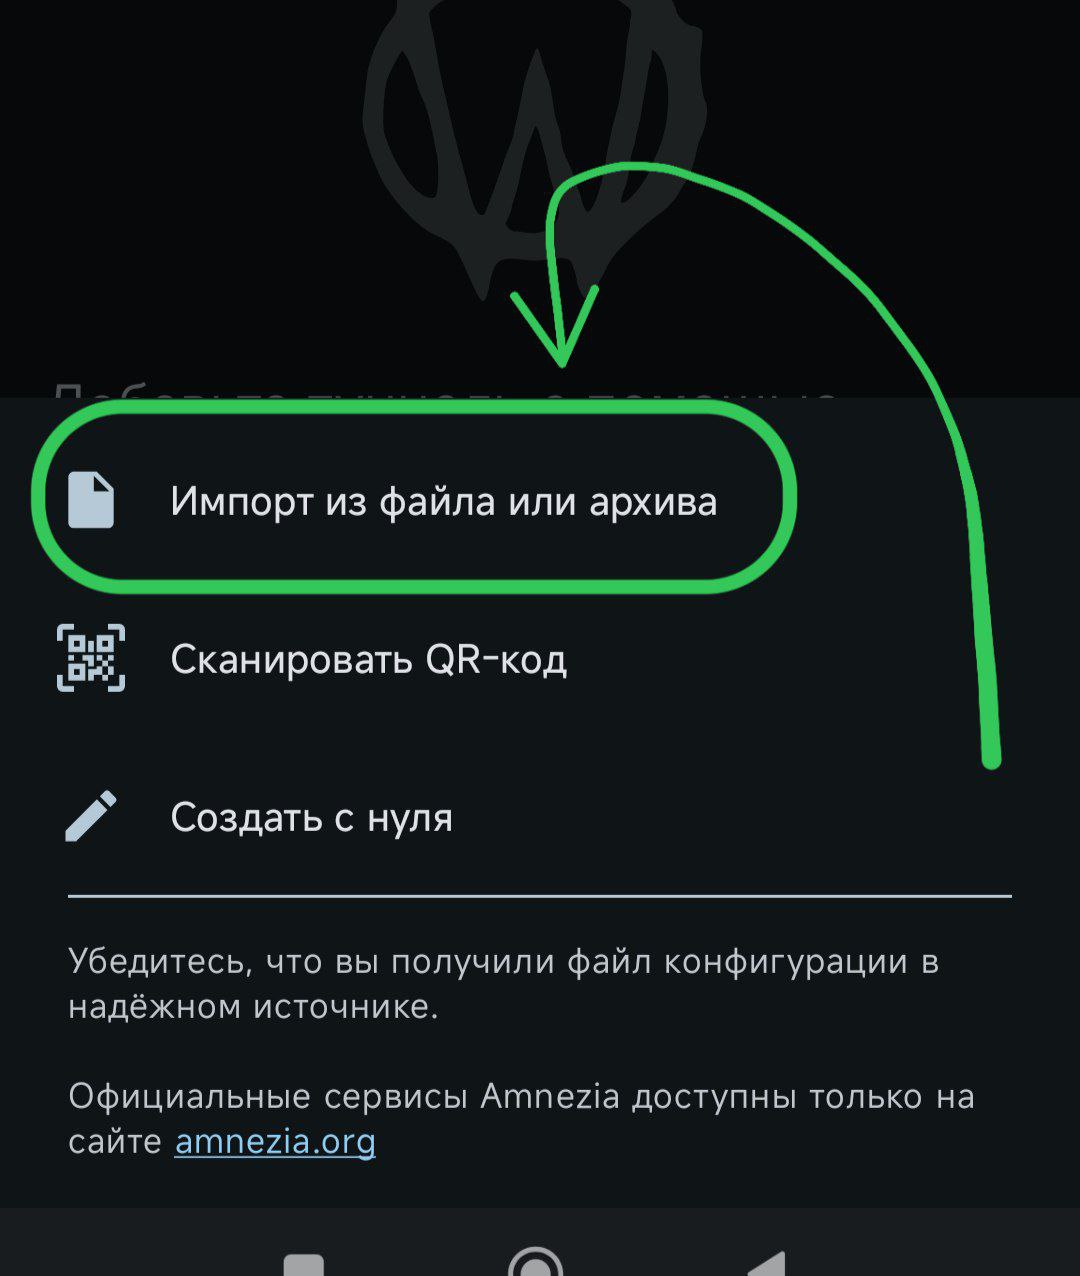 Импорт из файла или архива
Сканировать QR-код
Создать с нуля
Убедитесь, что вы получили файл конфигурации в
надёжном источнике.
Официальные сервисы Amnezia доступны только на
сайте amnezia.org